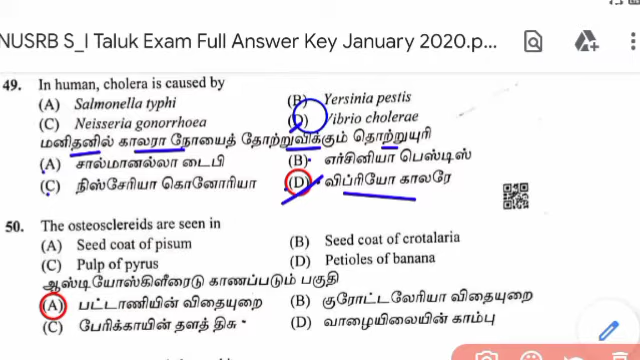 NUSRB S_I Taluk Exam Full Answer Key January 2020.p...
49. In human, cholera is caused by
(A) Salmonella typhi (B) Yersinia pestis
(C) Neisseria gonorrhoea (D) Vibrio cholerae
மனிதனில் காலரா நோயைத் தோற்றுவிக்கும் தொற்றுயுரி
(A) சால்மானல்லா டைபி (B) எர்சினியா பெஸ்டிஸ்
(C) நிஸ்சேரியா கொனோரியா (D) விப்ரியோ காலரே
50. The osteosclereids are seen in
(A) Seed coat of pisum (B) Seed coat of crotalaria
(C) Pulp of pyrus (D) Petioles of banana
ஆஸ்டியோஸ்கிளீரைடு காணப்படும் பகுதி
(A) பட்டாணியின் விதையுறை (B) குரோட்டலேரியா விதையுறை
(C) பேரிக்காயின் தளத் திசு (D) வாழையிலையின் காம்பு